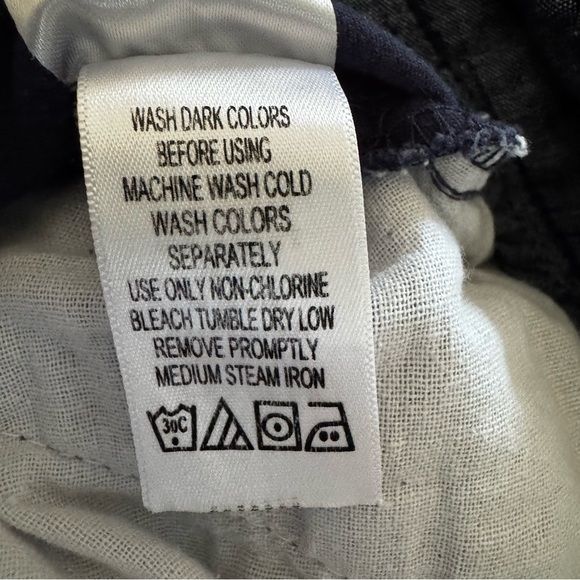 WASH DARK COLORS
BEFORE USING
MACHINE WASH COLD
WASH COLORS
SEPARATELY
USE ONLY NON-CHLORINE
BLEACH TUMBLE DRY LOW
REMOVE PROMPTLY
MEDIUM STEAM IRON
30C